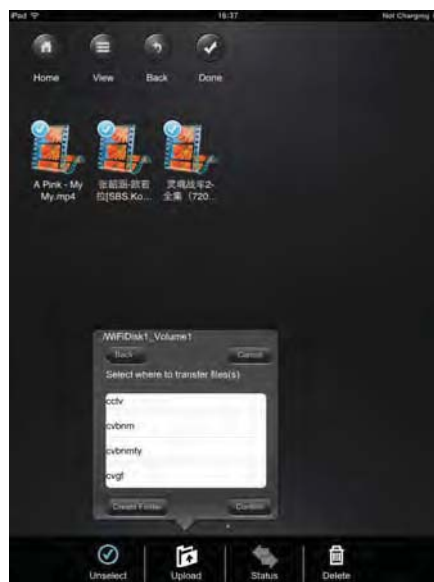 iPad
16:37
Not Charging
Home
View
Back
Done
A Pink - My
My.mp4
张韶涵-欧若
拉[SBS.Ko...
灵魂战车2-
全集（720...
/WiFiDisk1_Volume1
Back
Cancel
Select where to transfer files(s)
cctv
cvbnm
cvbnmty
cvgf
Create Folder
Confirm
Unselect
Upload
Status
Delete